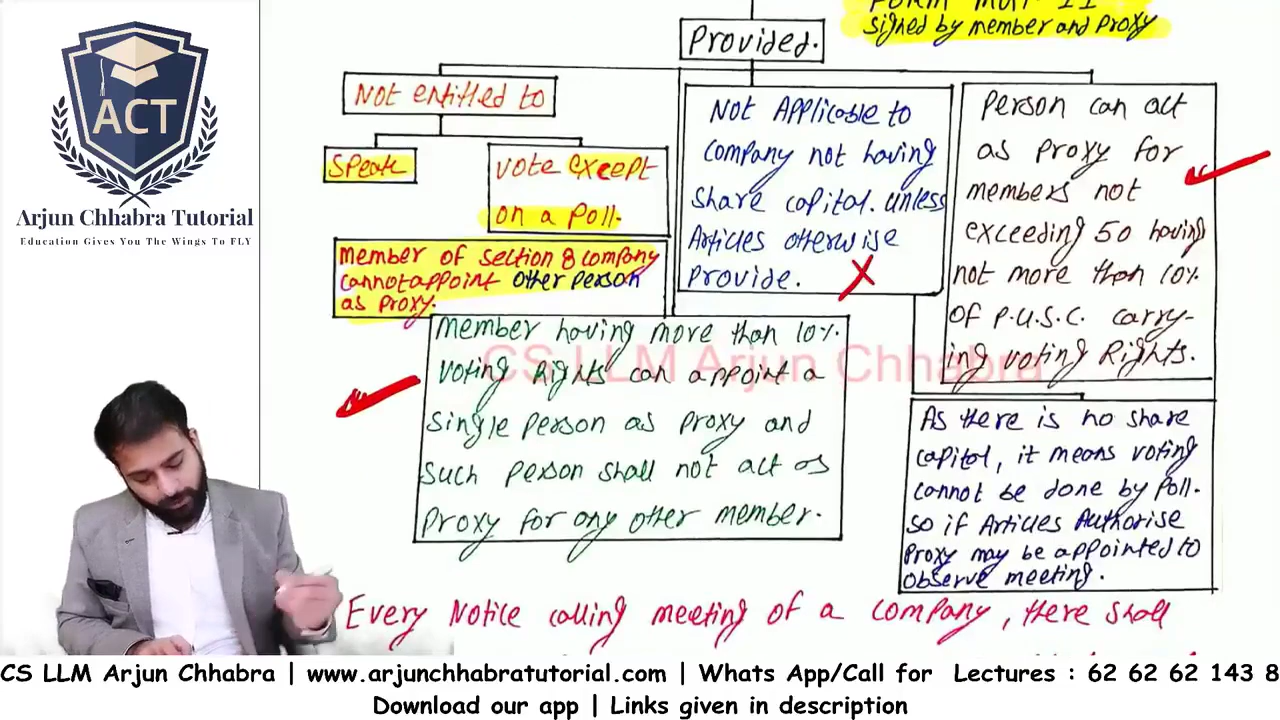 ACT
Arjun Chhabra Tutorial
Education Gives You The Wings To FLY
signed by member and Proxy
Provided.
Not entitled to
Speak
vote except
on a Poll.
Member of section 8 company
cannot appoint other person
as Proxy.
Not Applicable to
company not having
share capital. unless
Articles otherwise
Provide.
Person can act
as Proxy for
members not
exceeding 50 having
not more than 10%
of P.U.S.C. carry-
ing voting Rights.
Member having more than 10%
voting Rights can appoint a
single person as Proxy and
such person shall not act as
Proxy for any other member.
As there is no share
capital, it means voting
cannot be done by Poll.
so if Articles Authorise
Proxy may be appointed to
observe meeting.
CS LLM Arjun Chhabra
Every Notice calling meeting of a company, there shall
CS LLM Arjun Chhabra | www.arjunchhabratutorial.com | Whats App/Call for Lectures : 62 62 62 143 8
Download our app | Links given in description